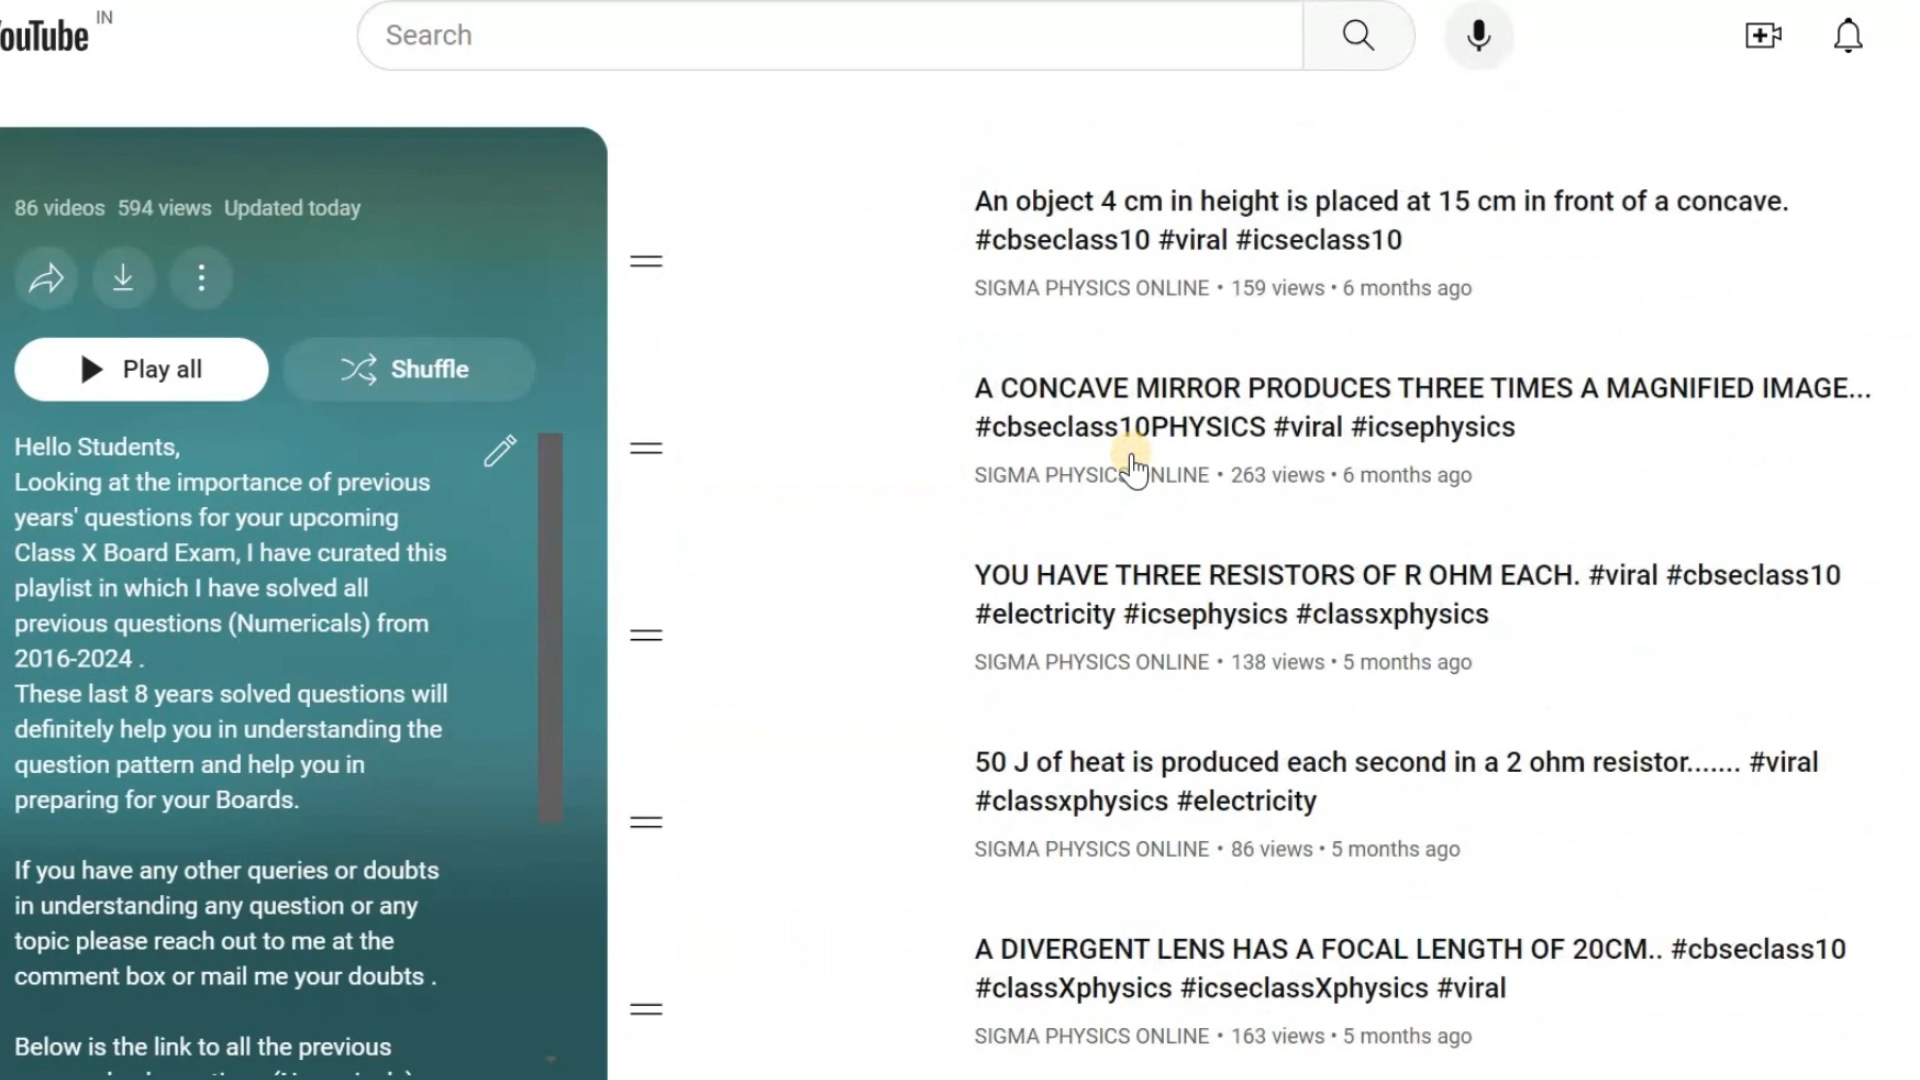 ouTube IN
Search
86 videos 594 views Updated today
Play all
Shuffle
Hello Students,
Looking at the importance of previous
years' questions for your upcoming
Class X Board Exam, I have curated this
playlist in which I have solved all
previous questions (Numericals) from
2016-2024 .
These last 8 years solved questions will
definitely help you in understanding the
question pattern and help you in
preparing for your Boards.
If you have any other queries or doubts
in understanding any question or any
topic please reach out to me at the
comment box or mail me your doubts .
Below is the link to all the previous
An object 4 cm in height is placed at 15 cm in front of a concave.
#cbseclass10 #viral #icseclass10
SIGMA PHYSICS ONLINE • 159 views • 6 months ago
A CONCAVE MIRROR PRODUCES THREE TIMES A MAGNIFIED IMAGE...
#cbseclass10PHYSICS #viral #icsephysics
SIGMA PHYSICS ONLINE • 263 views • 6 months ago
YOU HAVE THREE RESISTORS OF R OHM EACH. #viral #cbseclass10
#electricity #icsephysics #classxphysics
SIGMA PHYSICS ONLINE • 138 views • 5 months ago
50 J of heat is produced each second in a 2 ohm resistor....... #viral
#classxphysics #electricity
SIGMA PHYSICS ONLINE • 86 views • 5 months ago
A DIVERGENT LENS HAS A FOCAL LENGTH OF 20CM.. #cbseclass10
#classXphysics #icseclassXphysics #viral
SIGMA PHYSICS ONLINE • 163 views • 5 months ago